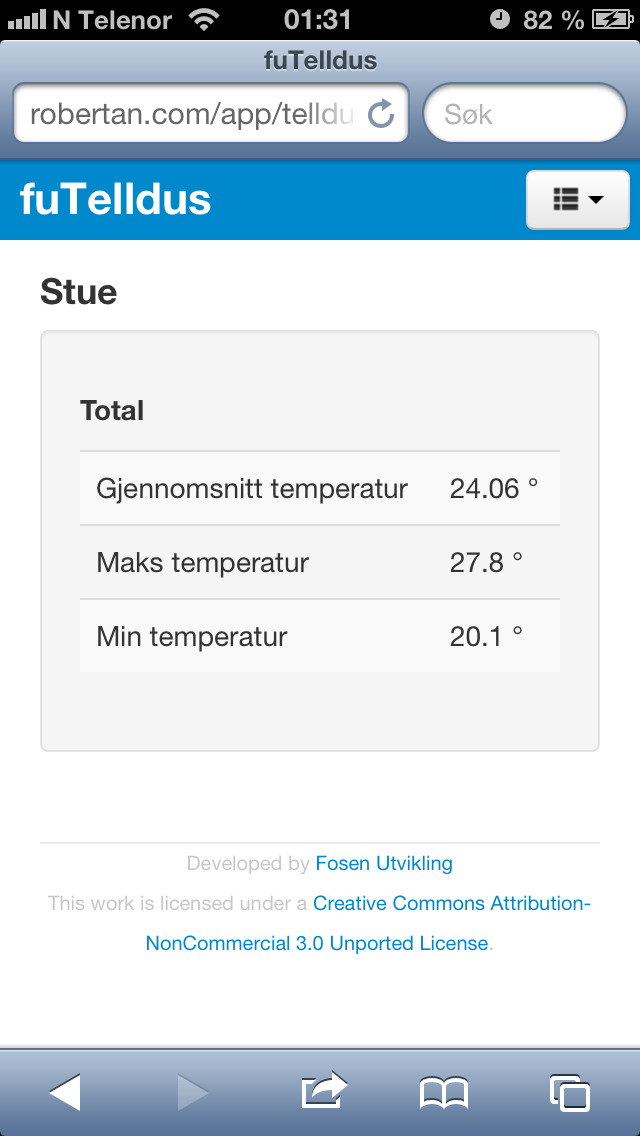 N Telenor 01:31 82 %
fuTelldus
robertan.com/app/telldu Søk
fuTelldus
Stue
Total
Gjennomsnitt temperatur 24.06 °
Maks temperatur 27.8 °
Min temperatur 20.1 °
Developed by Fosen Utvikling
This work is licensed under a Creative Commons Attribution-
NonCommercial 3.0 Unported License.